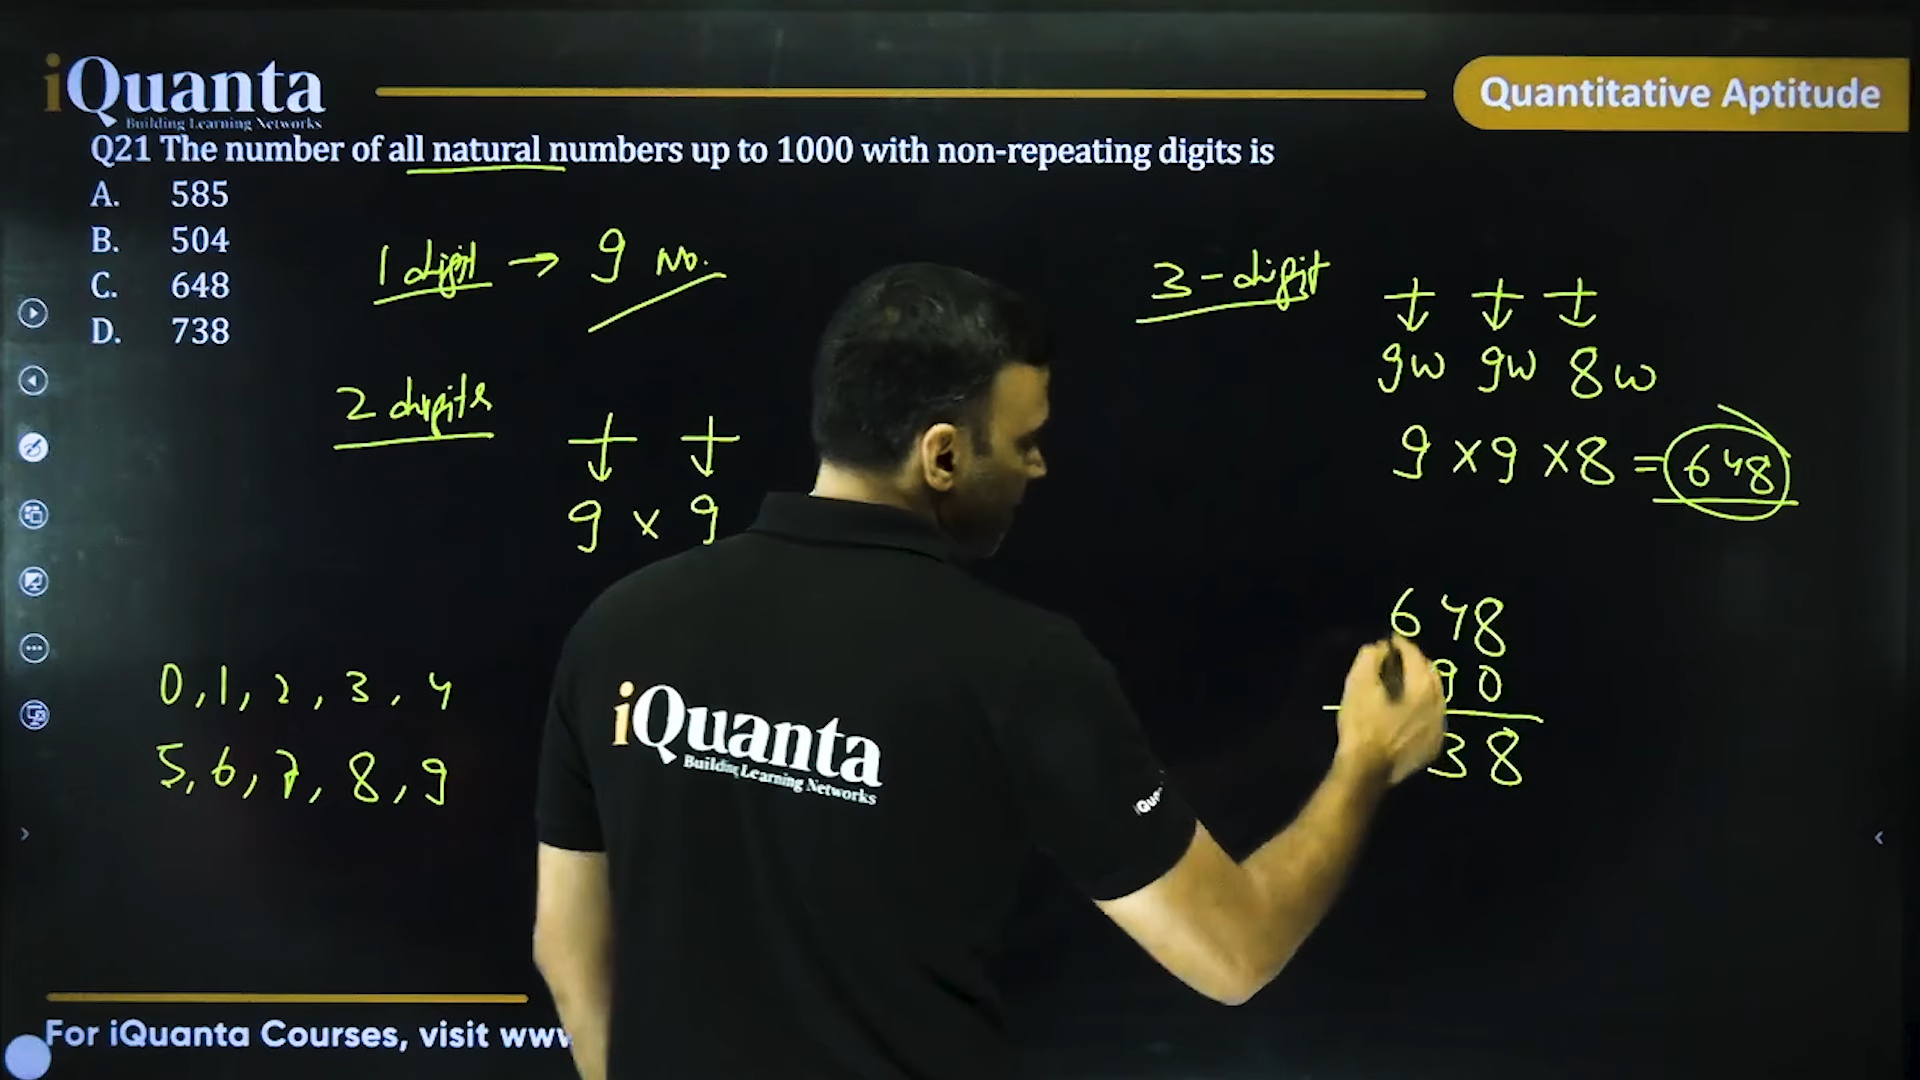 iQuanta
Building Learning Networks
Quantitative Aptitude
Q21 The number of all natural numbers up to 1000 with non-repeating digits is
A. 585
B. 504
C. 648
D. 738
1 digit → 9 No.
2 digits
9 × 9
3-digit
9w 9w 8w
9 × 9 × 8 = 648
648
90
38
0, 1, 2, 3, 4
5, 6, 7, 8, 9
iQuanta
Building Learning Networks
For iQuanta Courses, visit www